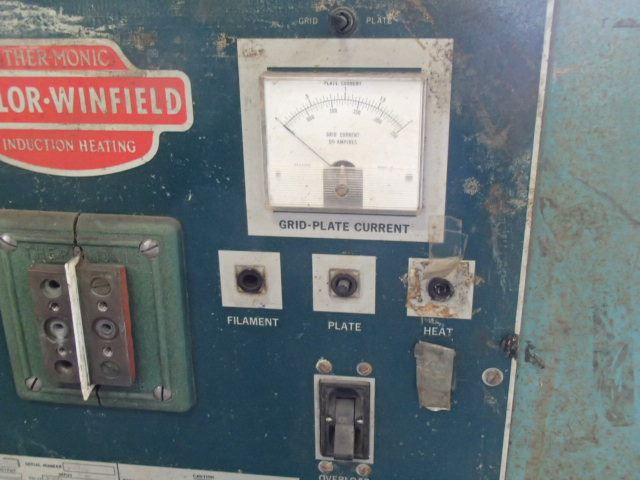 GRID PLATE
THER-MONIC
LOR-WINFIELD
INDUCTION HEATING
PLATE CURRENT
GRID CURRENT
GRID-PLATE CURRENT
FILAMENT
PLATE
HEAT
OVERLOAD
SERIAL NUMBER
CAUTION